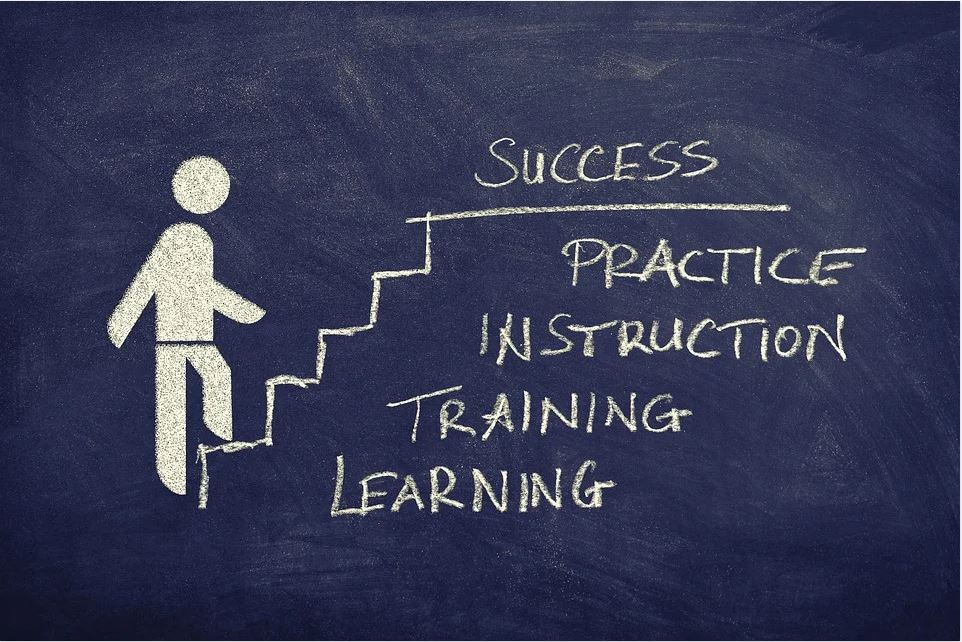 SUCCESS
PRACTICE
INSTRUCTION
TRAINING
LEARNING